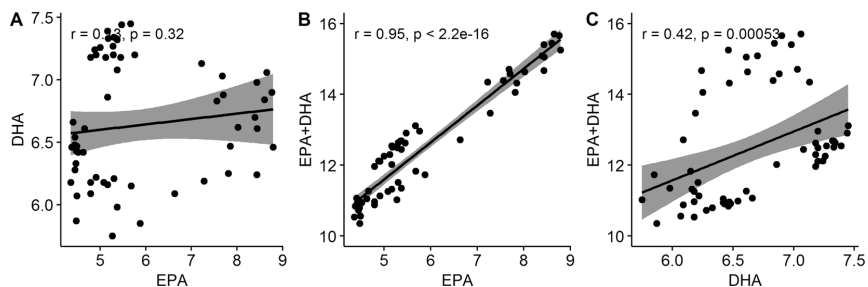 A
r = p = 0.32
DHA
7.5
7.0
6.5
6.0
5 6 7 8 9
EPA
B
r = 0.95, p < 2.2e-16
EPA+DHA
16
14
12
10
5 6 7 8 9
EPA
C
r = 0.42, p = 0.00053
EPA+DHA
16
14
12
10
6.0 6.5 7.0 7.5
DHA